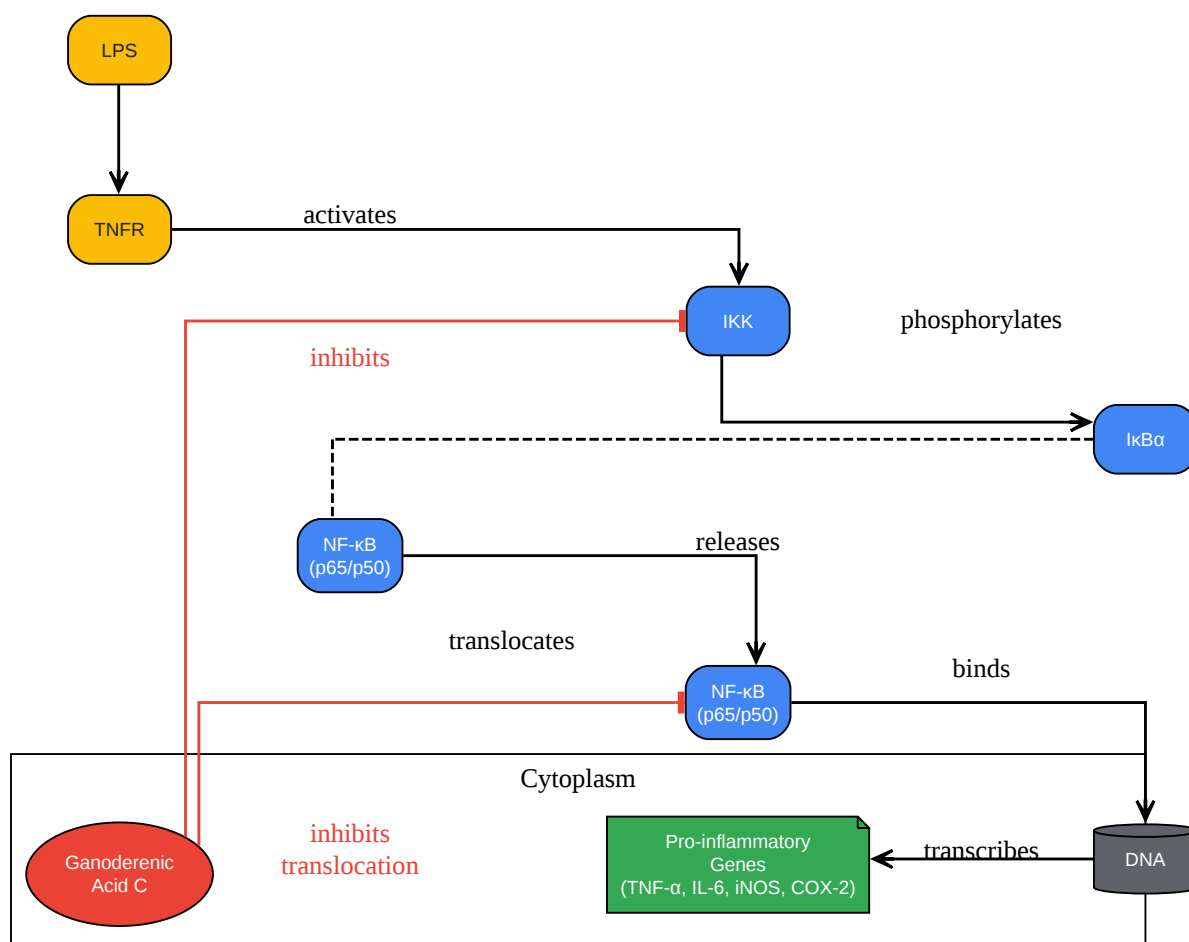 LPS
TNFR
activates
IKK
phosphorylates
inhibits
IκBα
NF-κB
(p65/p50)
releases
translocates
NF-κB
(p65/p50)
binds
Cytoplasm
Ganoderenic
Acid C
inhibits
translocation
Pro-inflammatory
Genes
(TNF-α, IL-6, iNOS, COX-2)
transcribes
DNA